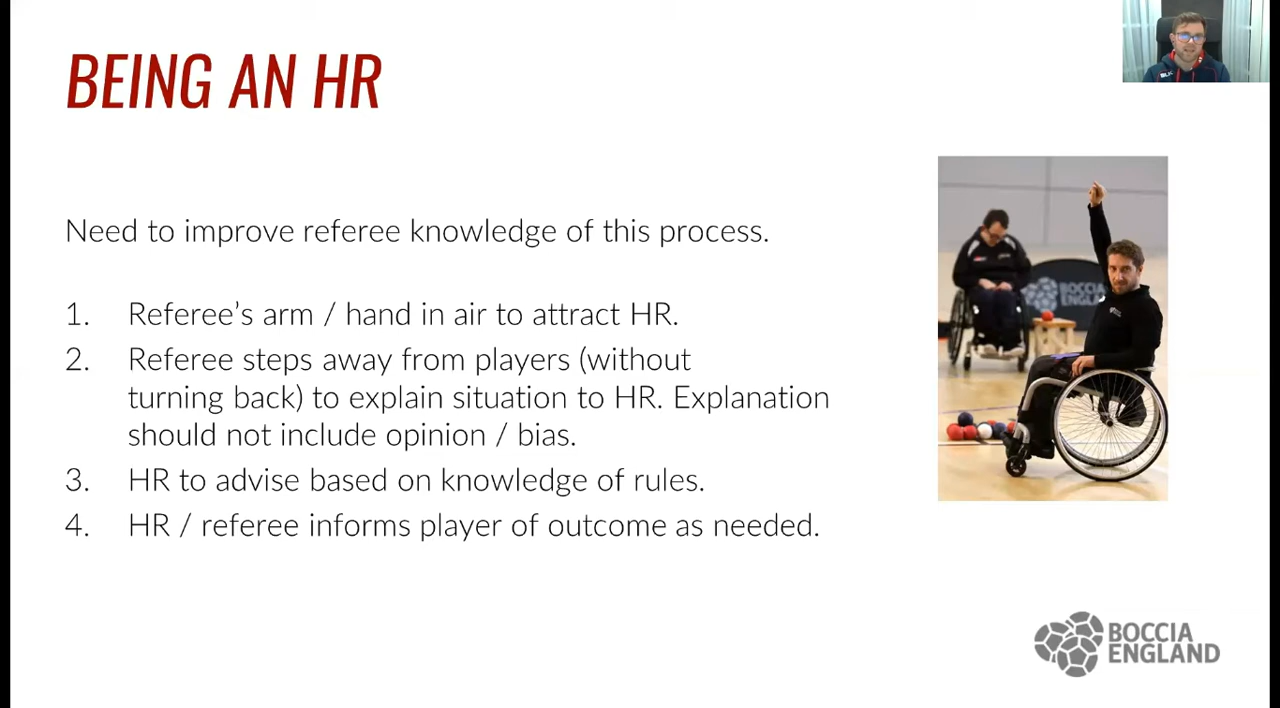 BEING AN HR
Need to improve referee knowledge of this process.
1. Referee’s arm / hand in air to attract HR.
2. Referee steps away from players (without
turning back) to explain situation to HR. Explanation
should not include opinion / bias.
3. HR to advise based on knowledge of rules.
4. HR / referee informs player of outcome as needed.
BOCCIA
ENGLAND
BOCCIA
ENGLAND